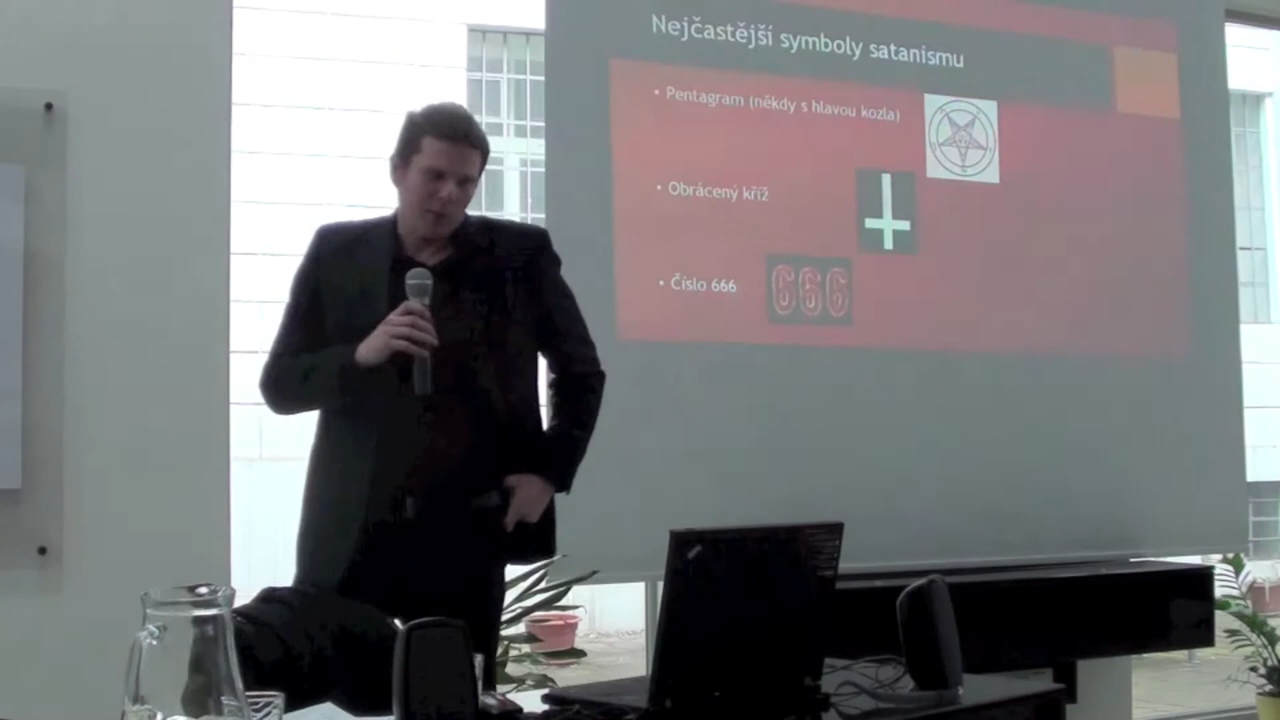 Nejčastější symboly satanismu
• Pentagram (někdy s hlavou kozla)
• Obrácený kříž
• Číslo 666
666